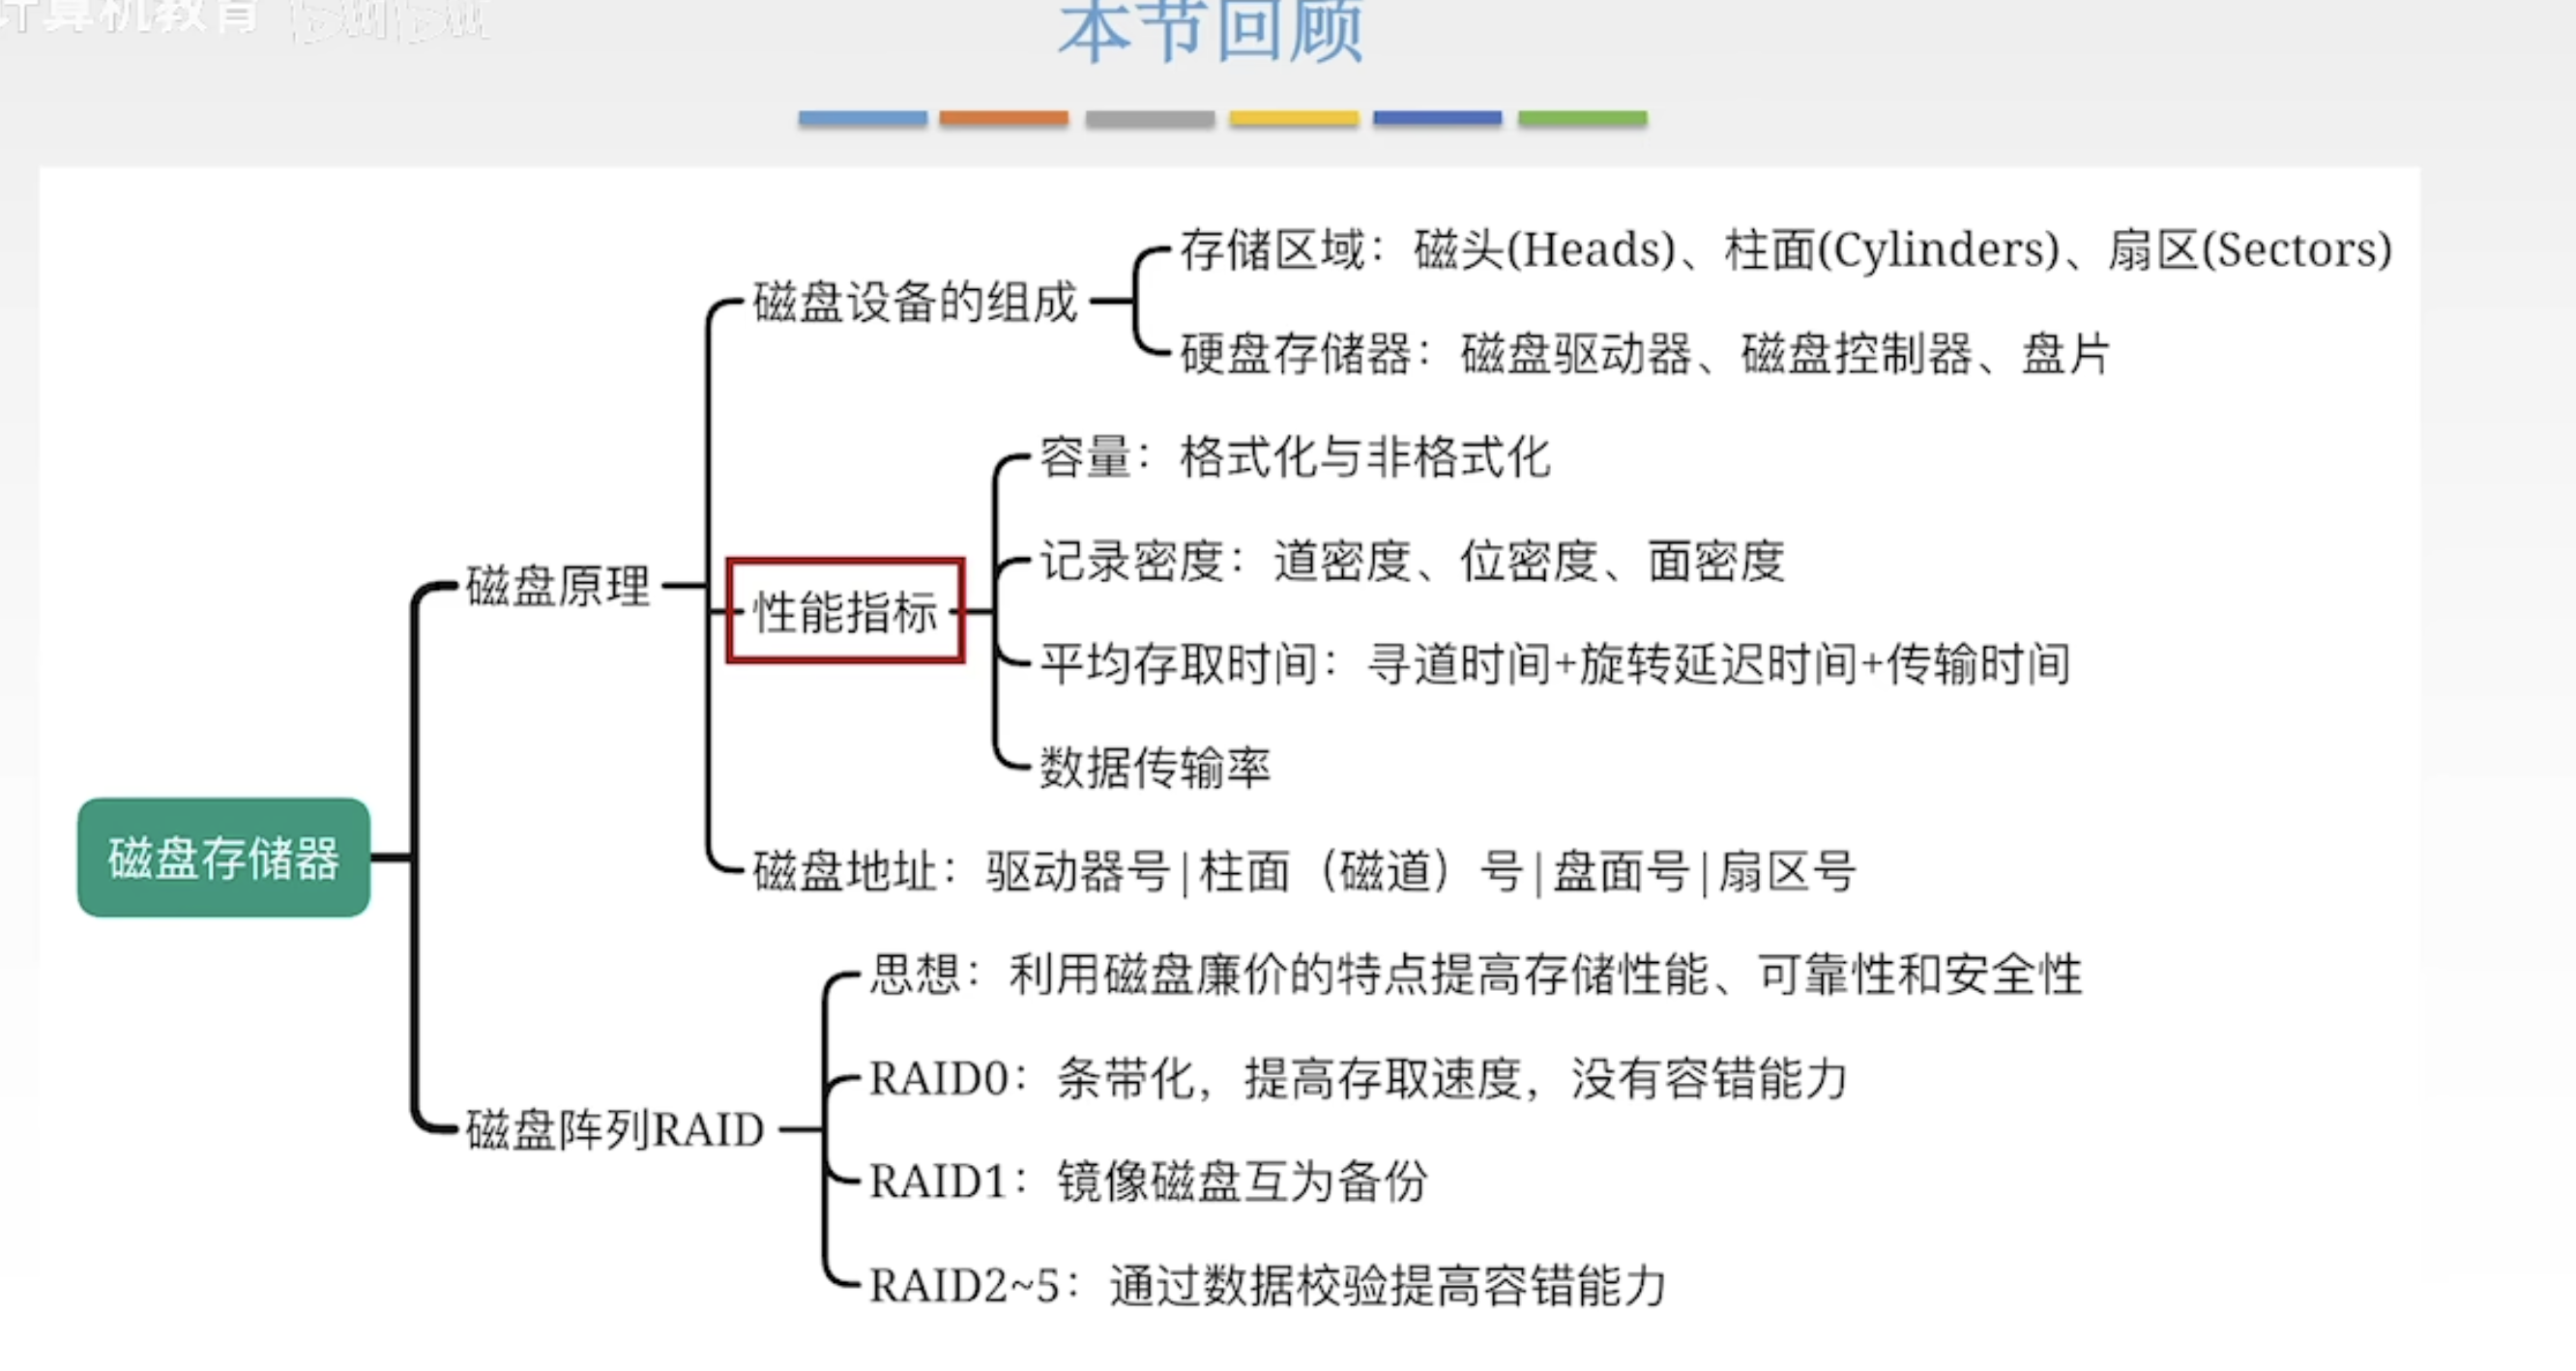 计算机教育
本节回顾
存储区域：磁头(Heads)、柱面(Cylinders)、扇区(Sectors)
磁盘设备的组成
硬盘存储器：磁盘驱动器、磁盘控制器、盘片
容量：格式化与非格式化
记录密度：道密度、位密度、面密度
磁盘原理
性能指标
平均存取时间：寻道时间+旋转延迟时间+传输时间
数据传输率
磁盘存储器
磁盘地址：驱动器号|柱面（磁道）号|盘面号|扇区号
思想：利用磁盘廉价的特点提高存储性能、可靠性和安全性
RAID0：条带化，提高存取速度，没有容错能力
磁盘阵列RAID
RAID1：镜像磁盘互为备份
RAID2~5：通过数据校验提高容错能力